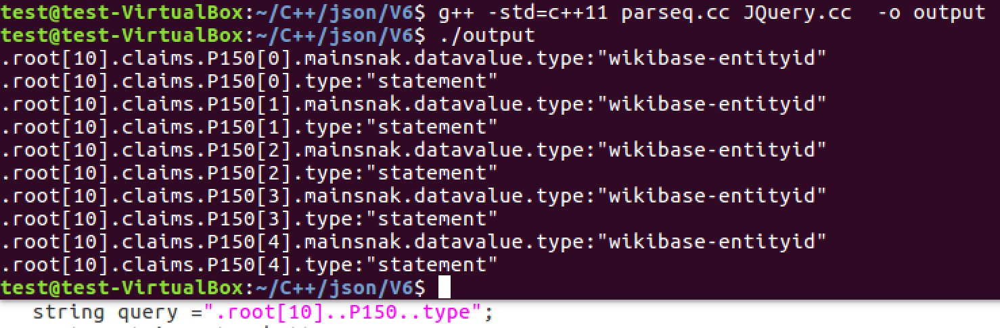 test@test-VirtualBox:~/C++/json/V6$ g++ -std=c++11 parseq.cc JQuery.cc  -o output
test@test-VirtualBox:~/C++/json/V6$ ./output
.root[10].claims.P150[0].mainsnak.datavalue.type:"wikibase-entityid"
.root[10].claims.P150[0].type:"statement"
.root[10].claims.P150[1].mainsnak.datavalue.type:"wikibase-entityid"
.root[10].claims.P150[1].type:"statement"
.root[10].claims.P150[2].mainsnak.datavalue.type:"wikibase-entityid"
.root[10].claims.P150[2].type:"statement"
.root[10].claims.P150[3].mainsnak.datavalue.type:"wikibase-entityid"
.root[10].claims.P150[3].type:"statement"
.root[10].claims.P150[4].mainsnak.datavalue.type:"wikibase-entityid"
.root[10].claims.P150[4].type:"statement"
test@test-VirtualBox:~/C++/json/V6$
string query =".root[10]..P150..type";